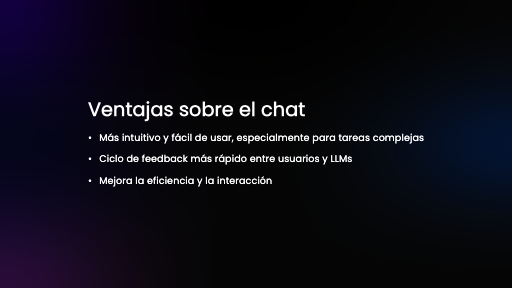 Ventajas sobre el chat
• Más intuitivo y fácil de usar, especialmente para tareas complejas
• Ciclo de feedback más rápido entre usuarios y LLMs
• Mejora la eficiencia y la interacción